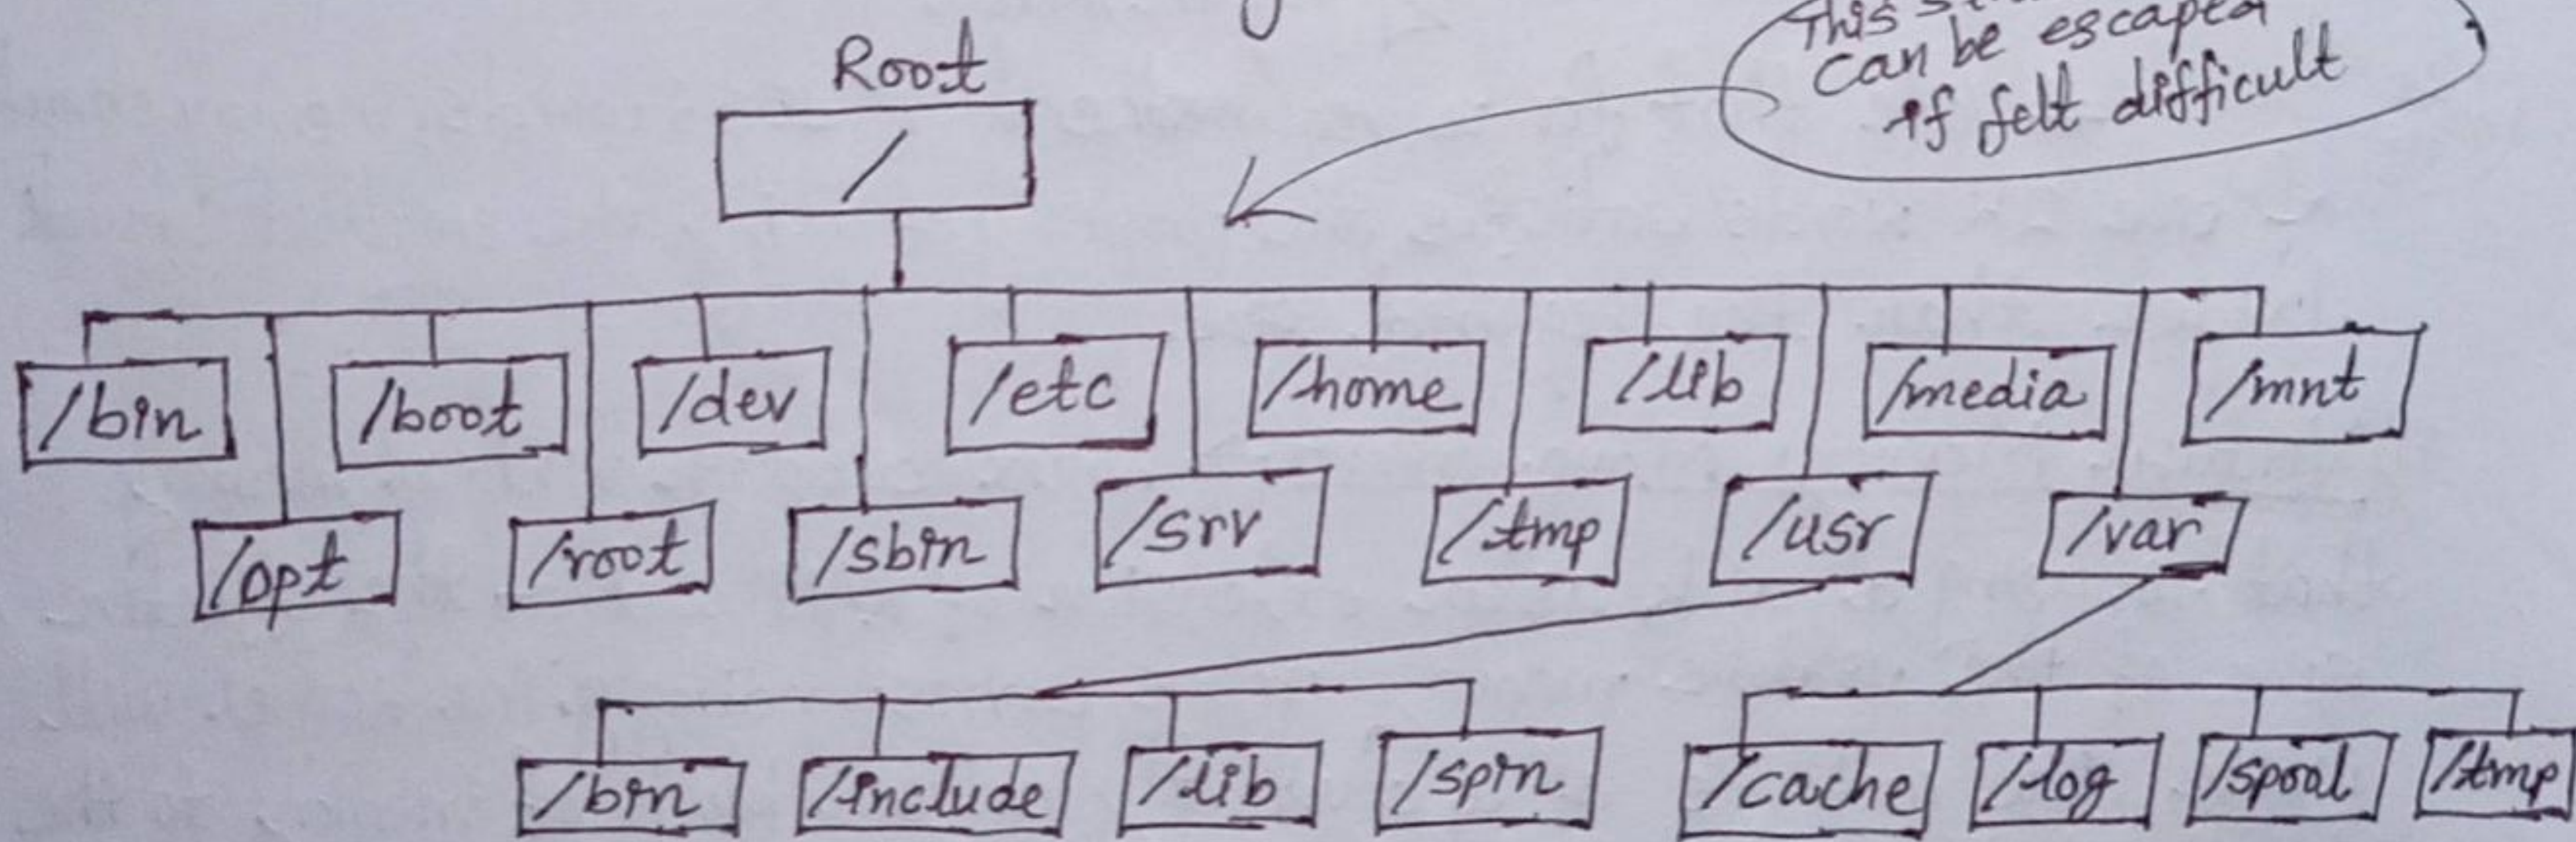 This
can be escaped
if felt difficult
Root
/
/bin
/boot
/dev
/etc
/home
/lib
/media
/mnt
/opt
/root
/sbin
/srv
/tmp
/usr
/var
/bin
/include
/lib
/spin
/cache
/log
/spool
/tmp